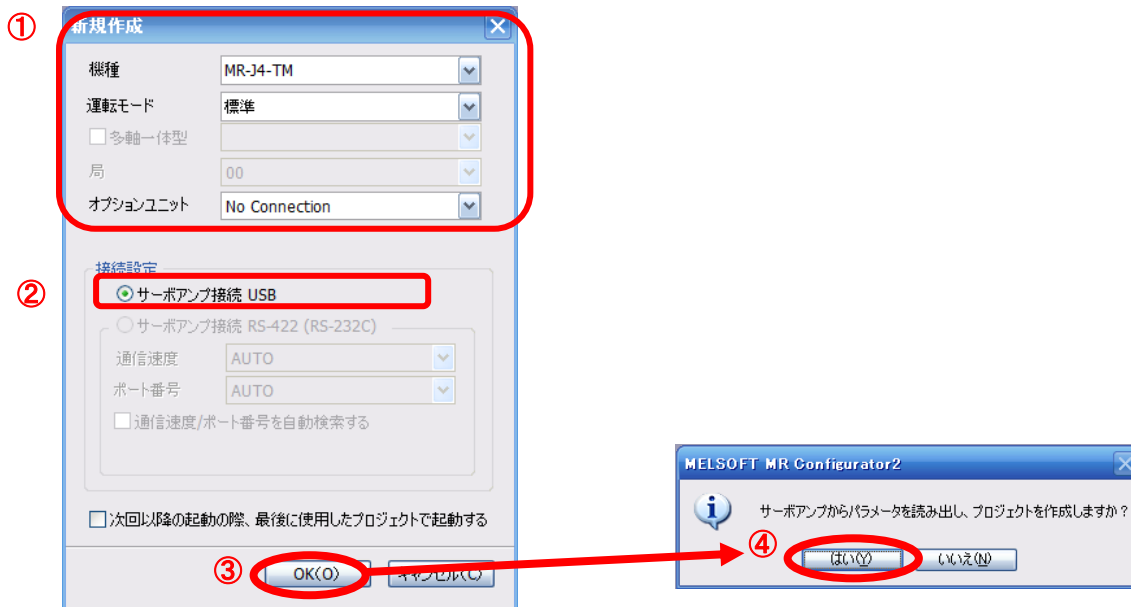 ①
新規作成
機種 MR-J4-TM
運転モード 標準
多軸一体型
局 00
オプションユニット No Connection
接続設定
②
サーボアンプ接続 USB
サーボアンプ接続 RS-422 (RS-232C)
通信速度 AUTO
ポート番号 AUTO
通信速度/ポート番号を自動検索する
次回以降の起動の際、最後に使用したプロジェクトで起動する
③
OK(O) キャンセル(C)
MELSOFT MR Configurator2
サーボアンプからパラメータを読み出し、プロジェクトを作成しますか?
④
はい(Y) いいえ(N)